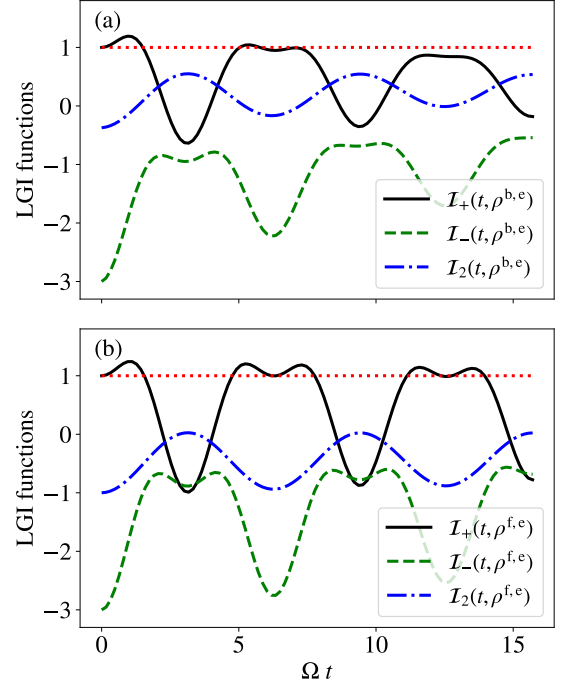 (a)
1
0
−1
−2
−3
LGI functions
I₊(t, ρᵇ,ᵉ)
I₋(t, ρᵇ,ᵉ)
I₂(t, ρᵇ,ᵉ)
(b)
1
0
−1
−2
−3
LGI functions
I₊(t, ρᶠ,ᵉ)
I₋(t, ρᶠ,ᵉ)
I₂(t, ρᶠ,ᵉ)
0 5 10 15
Ω t